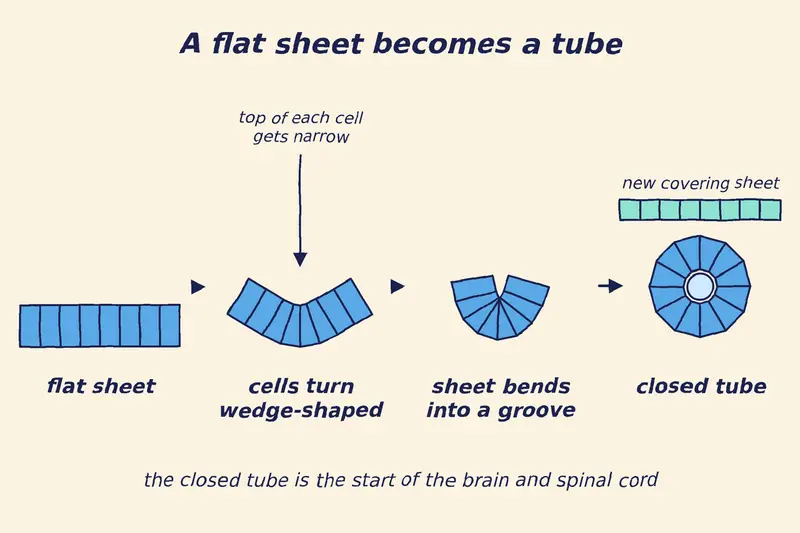 A flat sheet becomes a tube
top of each cell
gets narrow
new covering sheet
flat sheet
cells turn
wedge-shaped
sheet bends
into a groove
closed tube
the closed tube is the start of the brain and spinal cord